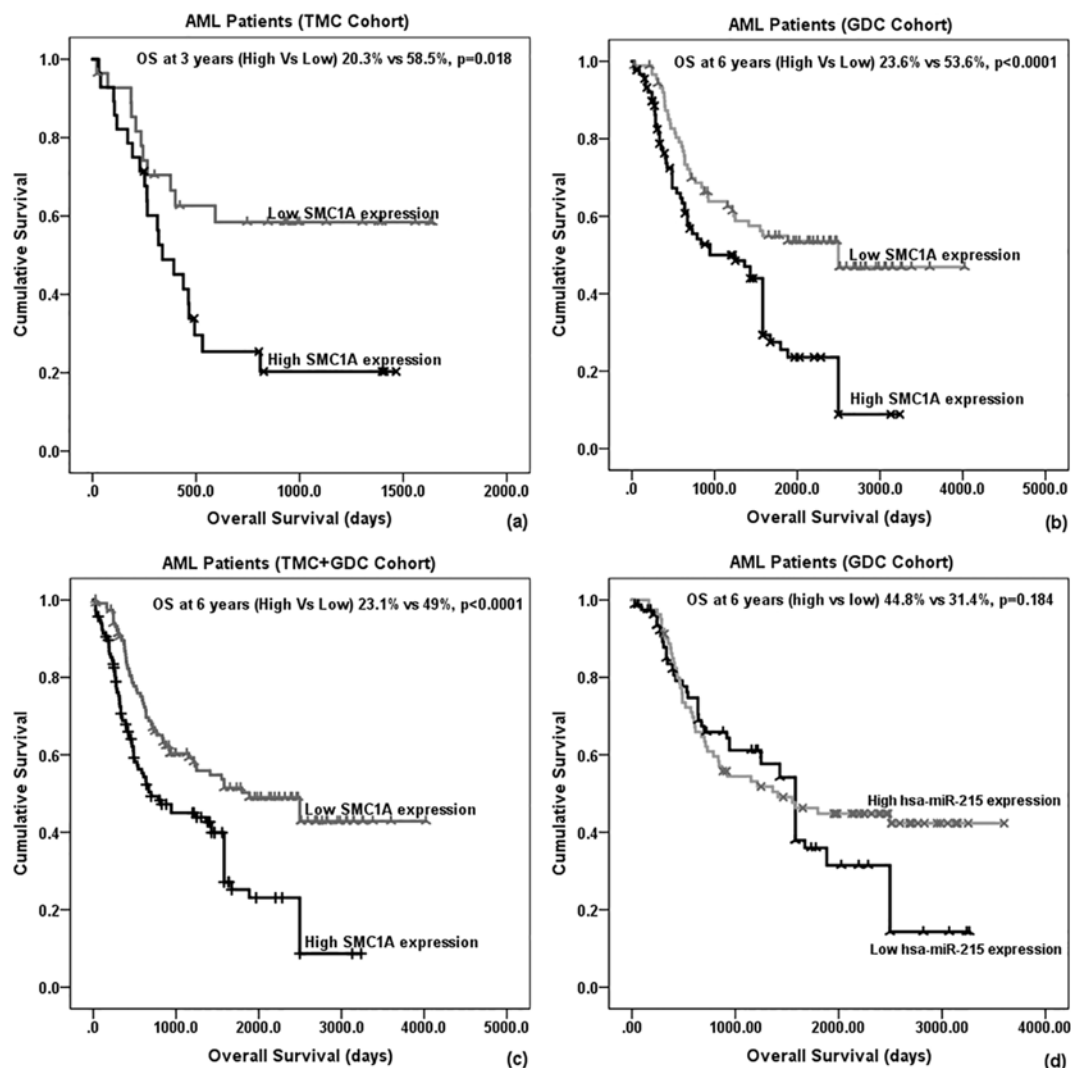 AML Patients (TMC Cohort)
OS at 3 years (High Vs Low) 20.3% vs 58.5%, p=0.018
Cumulative Survival
1.0
0.8
0.6
0.4
0.2
0.0
Low SMC1A expression
High SMC1A expression
.0 500.0 1000.0 1500.0 2000.0
Overall Survival (days)
(a)
AML Patients (GDC Cohort)
OS at 6 years (High Vs Low) 23.6% vs 53.6%, p<0.0001
Cumulative Survival
1.0
0.8
0.6
0.4
0.2
0.0
Low SMC1A expression
High SMC1A expression
.0 1000.0 2000.0 3000.0 4000.0 5000.0
Overall Survival (days)
(b)
AML Patients (TMC+GDC Cohort)
OS at 6 years (High Vs Low) 23.1% vs 49%, p<0.0001
Cumulative Survival
1.0
0.8
0.6
0.4
0.2
0.0
Low SMC1A expression
High SMC1A expression
.0 1000.0 2000.0 3000.0 4000.0 5000.0
Overall Survival (days)
(c)
AML Patients (GDC Cohort)
OS at 6 years (high vs low) 44.8% vs 31.4%, p=0.184
Cumulative Survival
1.0
0.8
0.6
0.4
0.2
0.0
High hsa-miR-215 expression
Low hsa-miR-215 expression
.00 1000.00 2000.00 3000.00 4000.00
Overall Survival (days)
(d)